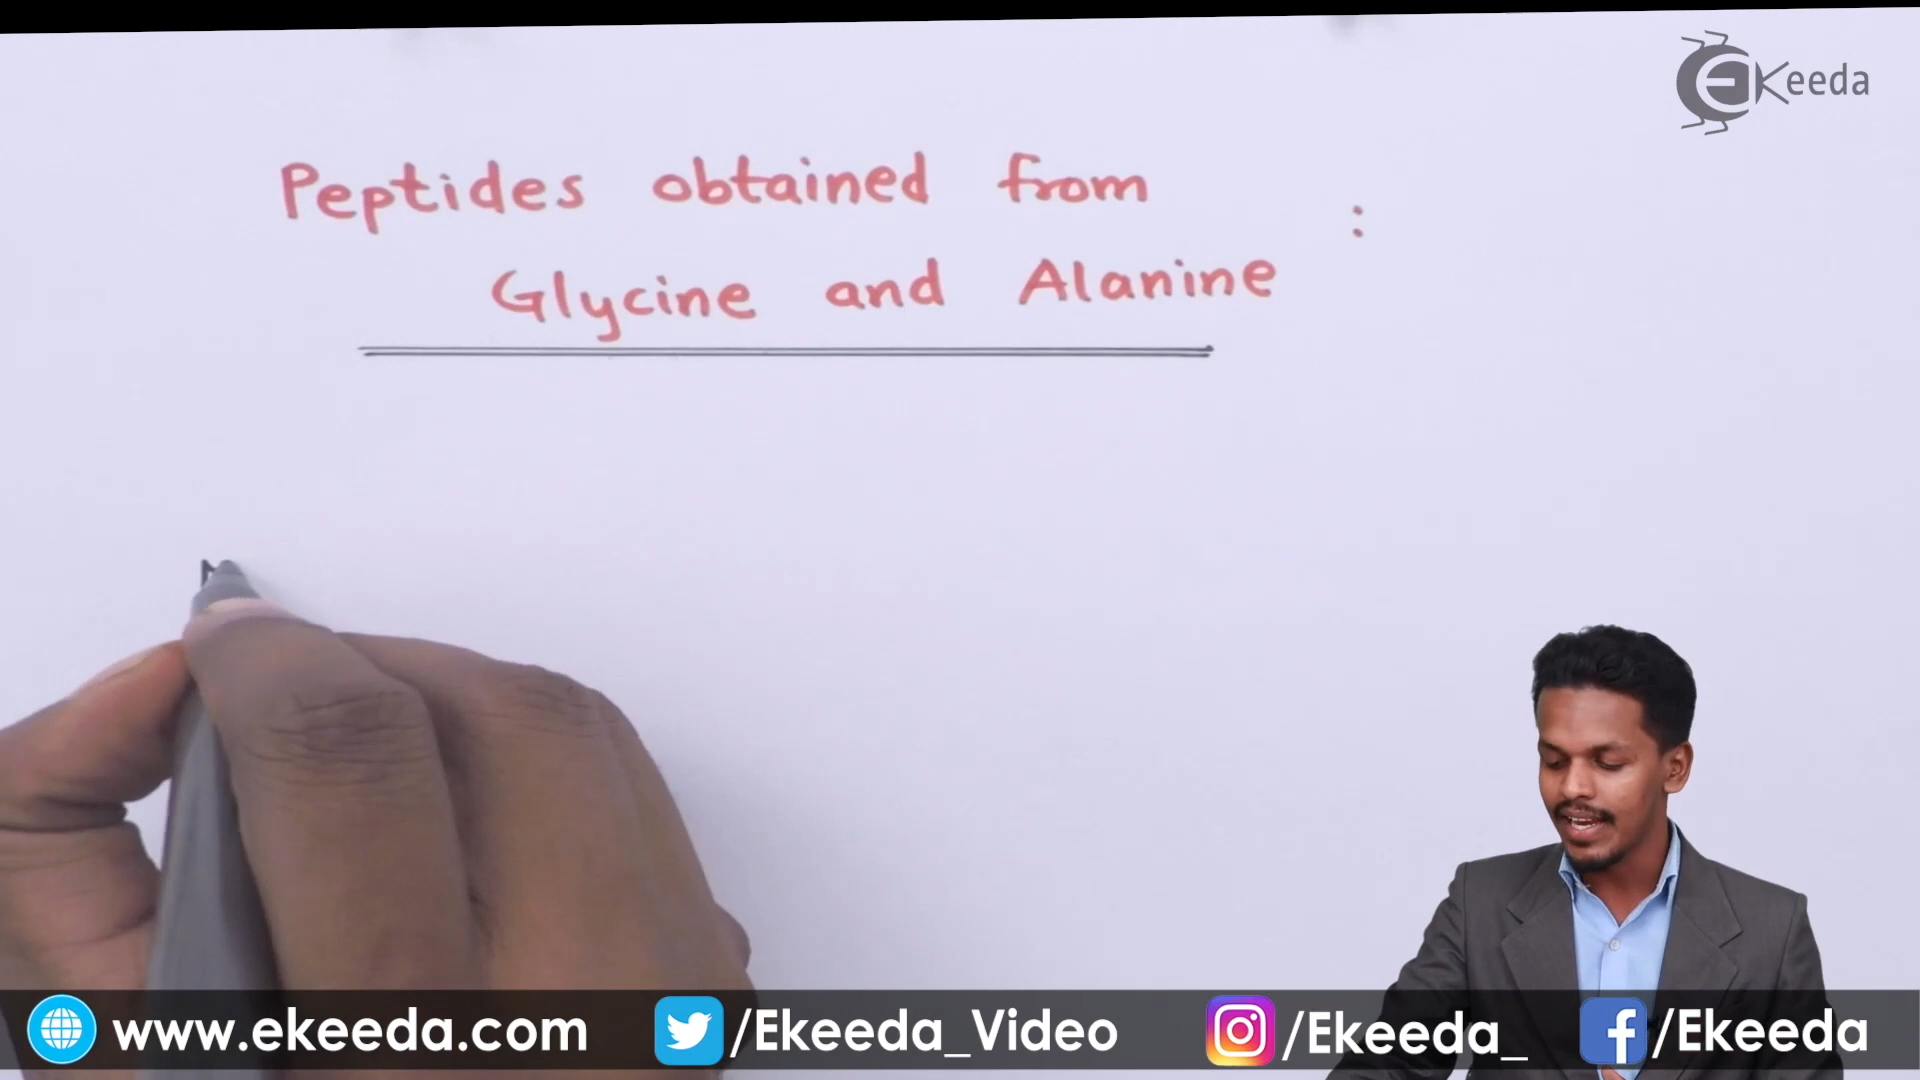 EKeeda
Peptides obtained from
:
Glycine and Alanine
www.ekeeda.com /Ekeeda_Video /Ekeeda_ /Ekeeda